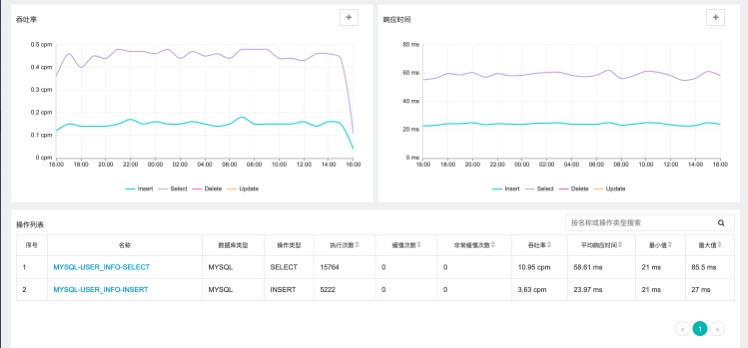 吞吐率
+
响应时间
+
0.5 cpm
0.4 cpm
0.3 cpm
0.2 cpm
0.1 cpm
0 cpm
16:00 18:00 20:00 22:00 00:00 02:00 04:00 06:00 08:00 10:00 12:00 14:00 16:00
Insert Select Delete Update
80 ms
60 ms
40 ms
20 ms
0 ms
16:00 18:00 20:00 22:00 00:00 02:00 04:00 06:00 08:00 10:00 12:00 14:00 16:00
Insert Select Delete Update
操作列表
按名称或操作类型搜索
序号 名称 数据库类型 操作类型 执行次数 缓慢次数 非常缓慢次数 吞吐率 平均响应时间 最小值 最大值
1 MYSQL-USER_INFO-SELECT MYSQL SELECT 15764 0 0 10.95 cpm 58.61 ms 21 ms 85.5 ms
2 MYSQL-USER_INFO-INSERT MYSQL INSERT 5222 0 0 3.63 cpm 23.97 ms 21 ms 27 ms
« 1 »